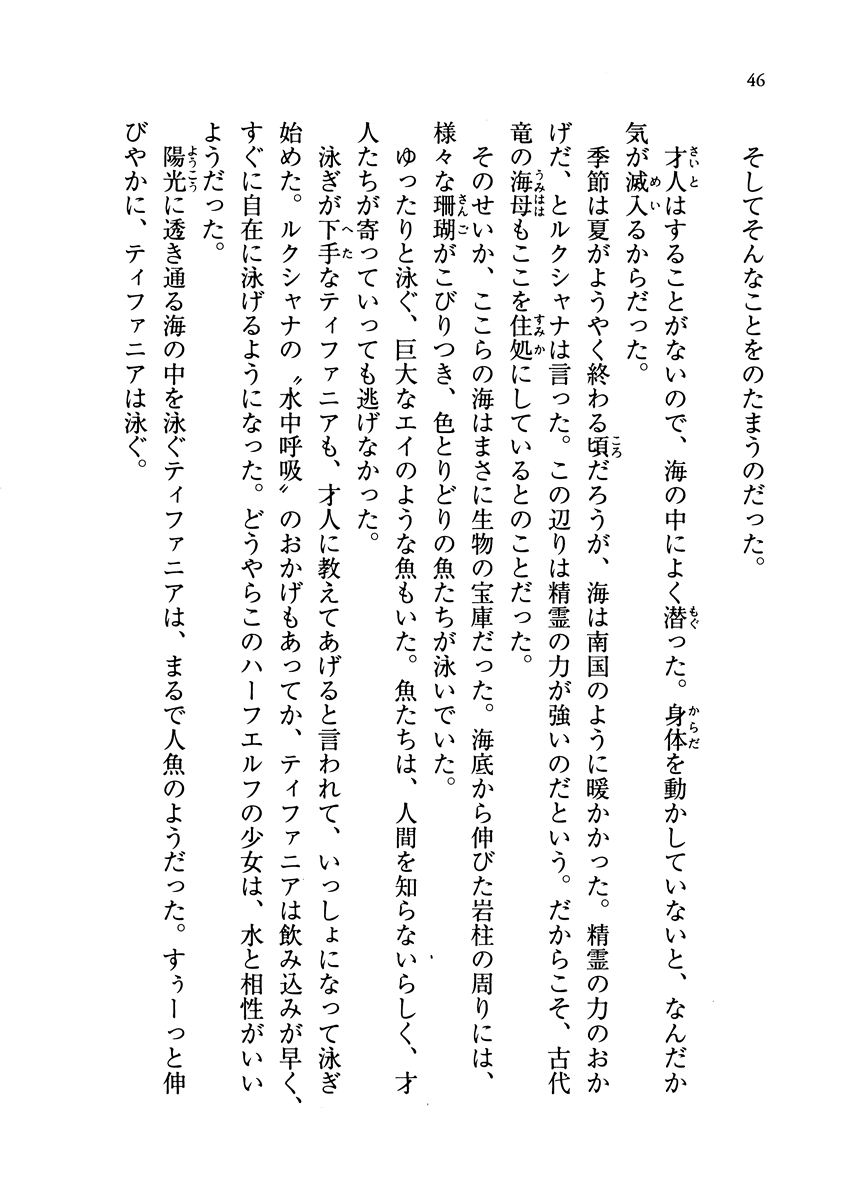 46
そしてそんなことをのたまうのだった。
才人はすることがないので、海の中によく潜った。身体を動かしていないと、なんだか
気が滅入るからだった。
季節は夏がようやく終わる頃だろうが、海は南国のように暖かかった。精霊の力のおか
げだ、とルクシャナは言った。この辺りは精霊の力が強いのだという。だからこそ、古代
竜の海母もここを住処にしているとのことだった。
そのせいか、ここらの海はまさに生物の宝庫だった。海底から伸びた岩柱の周りには、
様々な珊瑚がこびりつき、色とりどりの魚たちが泳いでいた。
ゆったりと泳ぐ、巨大なエイのような魚もいた。魚たちは、人間を知らないらしく、才
人たちが寄っていっても逃げなかった。
泳ぎが下手なティファニアも、才人に教えてあげると言われて、いっしょになって泳ぎ
始めた。ルクシャナの〝水中呼吸〟のおかげもあってか、ティファニアは飲み込みが早く、
すぐに自在に泳げるようになった。どうやらこのハーフエルフの少女は、水と相性がいい
ようだった。
陽光に透き通る海の中を泳ぐティファニアは、まるで人魚のようだった。すぅーっと伸
びやかに、ティファニアは泳ぐ。